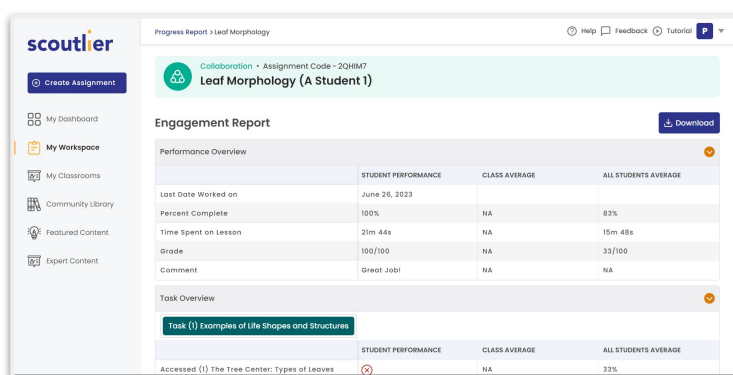 scoutlier
Progress Report > Leaf Morphology
Help Feedback Tutorial P
Create Assignment
My Dashboard
My Workspace
My Classrooms
Community Library
Featured Content
Expert Content
Collaboration • Assignment Code - 2QHIM7
Leaf Morphology (A Student 1)
Engagement Report
Download
Performance Overview
STUDENT PERFORMANCE CLASS AVERAGE ALL STUDENTS AVERAGE
Last Date Worked on June 26, 2023
Percent Complete 100% NA 83%
Time Spent on Lesson 21m 44s NA 15m 48s
Grade 100/100 NA 33/100
Comment Great Job! NA NA
Task Overview
Task (1) Examples of Life Shapes and Structures
STUDENT PERFORMANCE CLASS AVERAGE ALL STUDENTS AVERAGE
Accessed (1) The Tree Center: Types of Leaves NA 33%